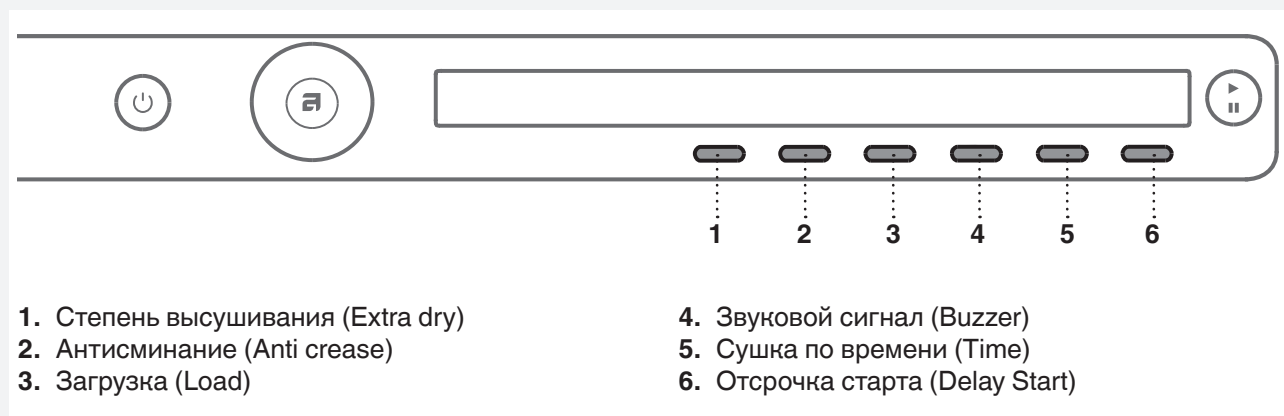 1 2 3 4 5 6
1. Степень высушивания (Extra dry)
2. Антисминание (Anti crease)
3. Загрузка (Load)
4. Звуковой сигнал (Buzzer)
5. Сушка по времени (Time)
6. Отсрочка старта (Delay Start)